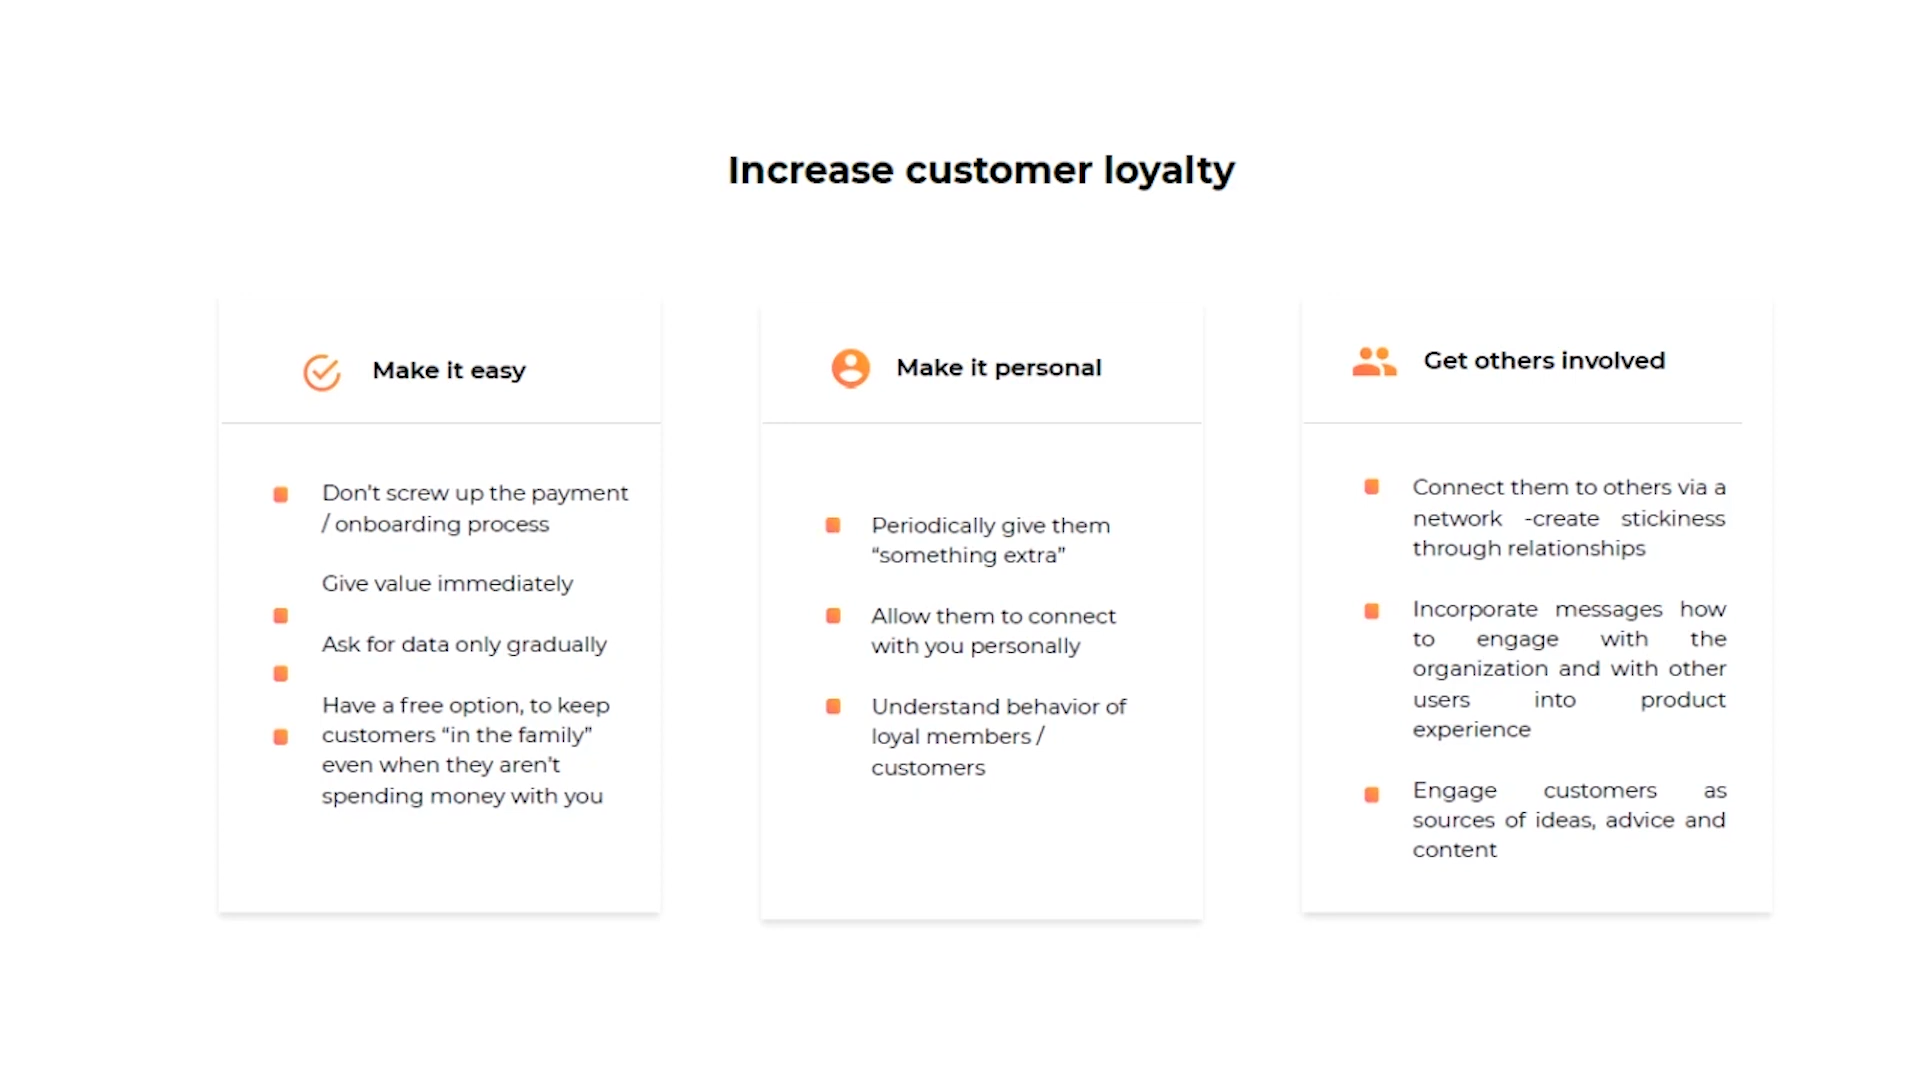 Increase customer loyalty
Make it easy
Don't screw up the payment
/ onboarding process
Give value immediately
Ask for data only gradually
Have a free option, to keep
customers “in the family”
even when they aren't
spending money with you
Make it personal
Periodically give them
“something extra”
Allow them to connect
with you personally
Understand behavior of
loyal members /
customers
Get others involved
Connect them to others via a
network -create stickiness
through relationships
Incorporate messages how
to engage with the
organization and with other
users into product
experience
Engage customers as
sources of ideas, advice and
content